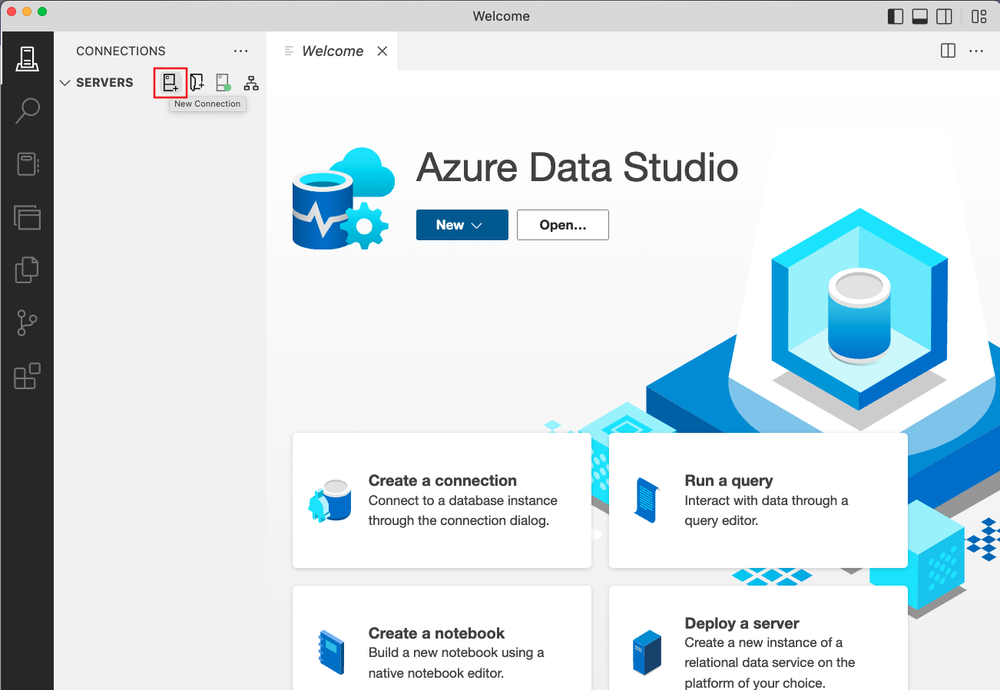 Welcome
CONNECTIONS
Welcome
SERVERS
New Connection
Azure Data Studio
New
Open...
Create a connection
Connect to a database instance
through the connection dialog.
Run a query
Interact with data through a
query editor.
Create a notebook
Build a new notebook using a
native notebook editor.
Deploy a server
Create a new instance of a
relational data service on the
platform of your choice.